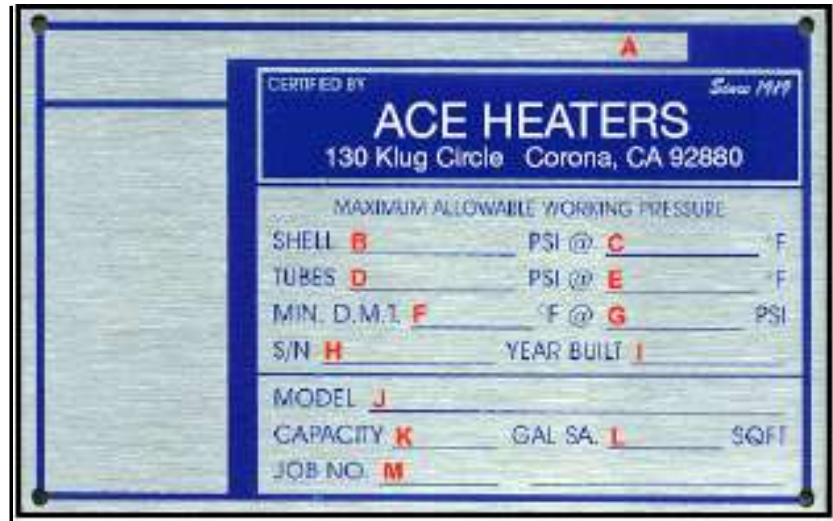 A
CERTIFIED BY Since 1919
ACE HEATERS
130 Klug Circle Corona, CA 92880
MAXIMUM ALLOWABLE WORKING PRESSURE
SHELL B PSI @ C °F
TUBES D PSI @ E °F
MIN. D.M.T. F °F @ G PSI
S/N H YEAR BUILT I
MODEL J
CAPACITY K GAL SA. L SQFT
JOB NO. M